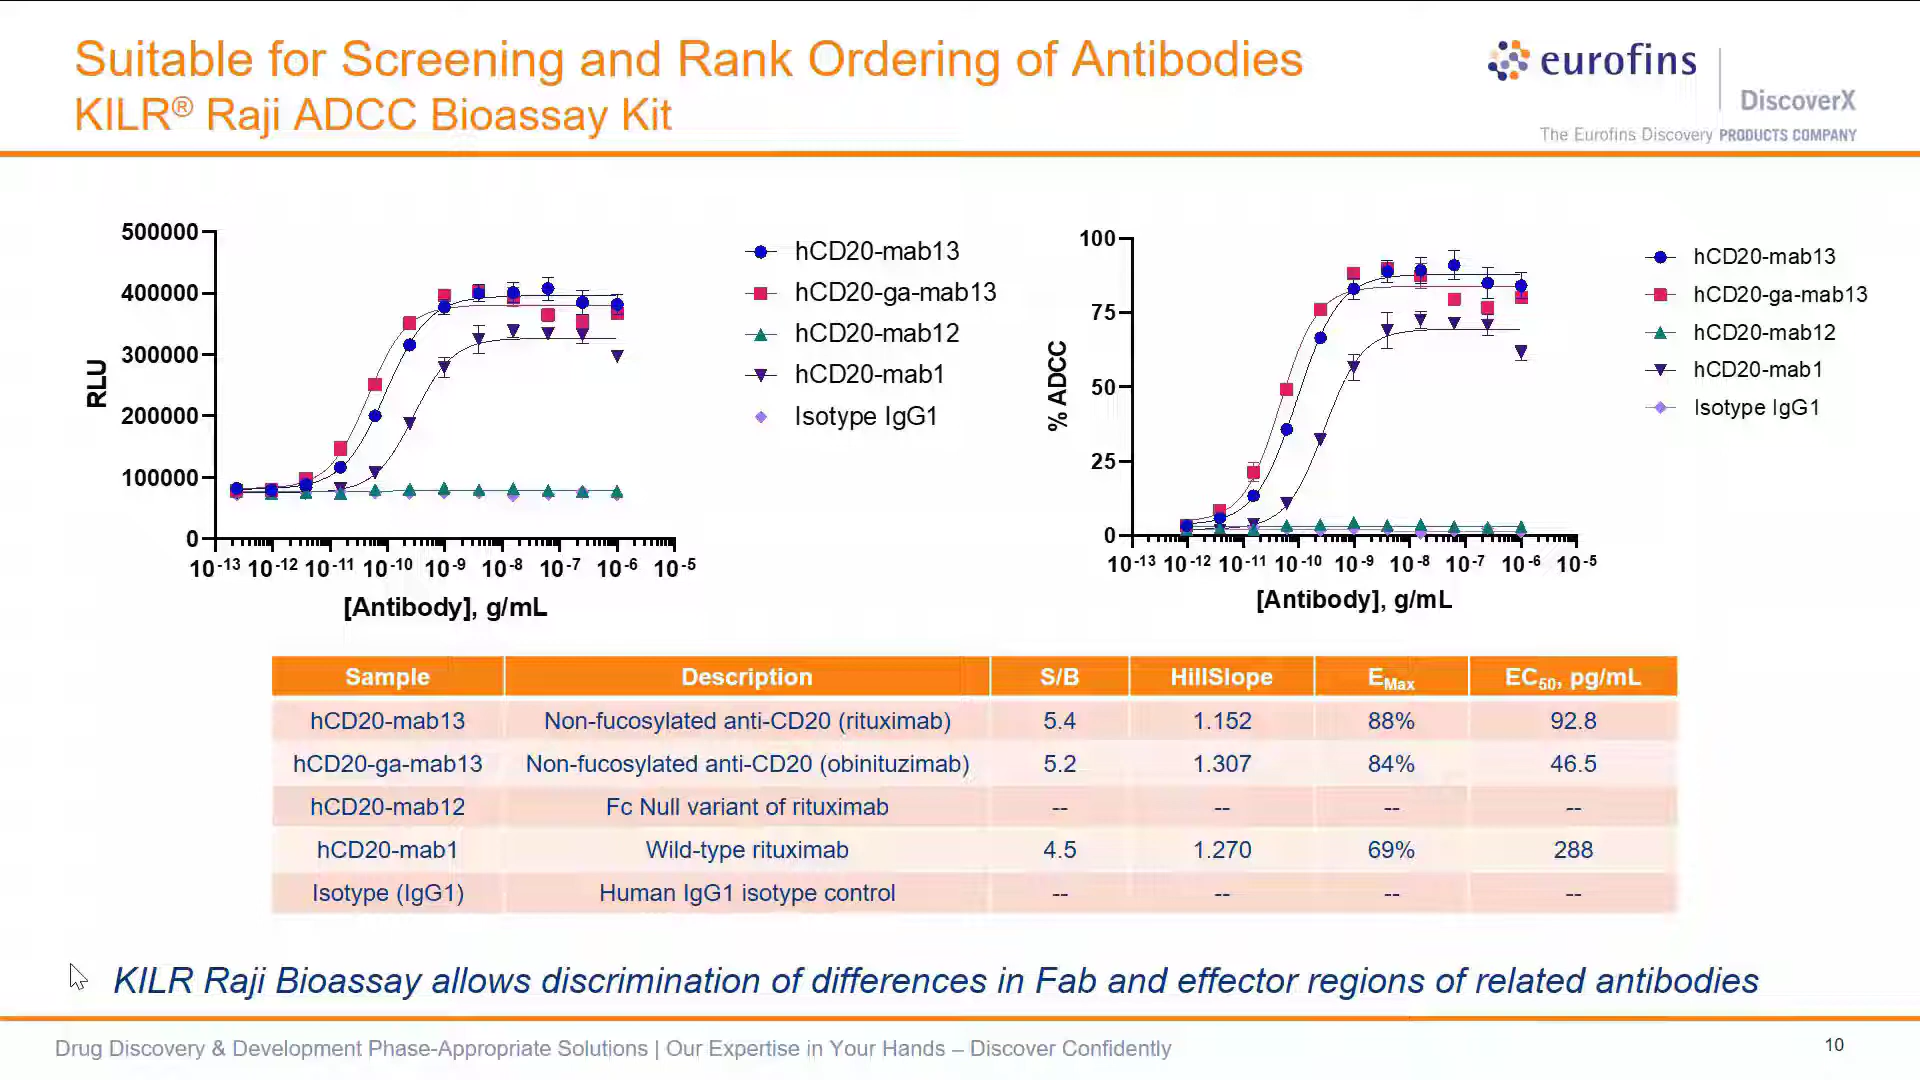 Suitable for Screening and Rank Ordering of Antibodies
KILR® Raji ADCC Bioassay Kit
eurofins
DiscoverX
The Eurofins Discovery PRODUCTS COMPANY
500000
400000
300000
200000
100000
0
RLU
10-13 10-12 10-11 10-10 10-9 10-8 10-7 10-6 10-5
[Antibody], g/mL
hCD20-mab13
hCD20-ga-mab13
hCD20-mab12
hCD20-mab1
Isotype IgG1
100
75
50
25
0
% ADCC
10-13 10-12 10-11 10-10 10-9 10-8 10-7 10-6 10-5
[Antibody], g/mL
hCD20-mab13
hCD20-ga-mab13
hCD20-mab12
hCD20-mab1
Isotype IgG1
Sample Description S/B HillSlope EMax EC50, pg/mL
hCD20-mab13 Non-fucosylated anti-CD20 (rituximab) 5.4 1.152 88% 92.8
hCD20-ga-mab13 Non-fucosylated anti-CD20 (obinituzimab) 5.2 1.307 84% 46.5
hCD20-mab12 Fc Null variant of rituximab -- -- -- --
hCD20-mab1 Wild-type rituximab 4.5 1.270 69% 288
Isotype (IgG1) Human IgG1 isotype control -- -- -- --
KILR Raji Bioassay allows discrimination of differences in Fab and effector regions of related antibodies
Drug Discovery & Development Phase-Appropriate Solutions | Our Expertise in Your Hands – Discover Confidently
10